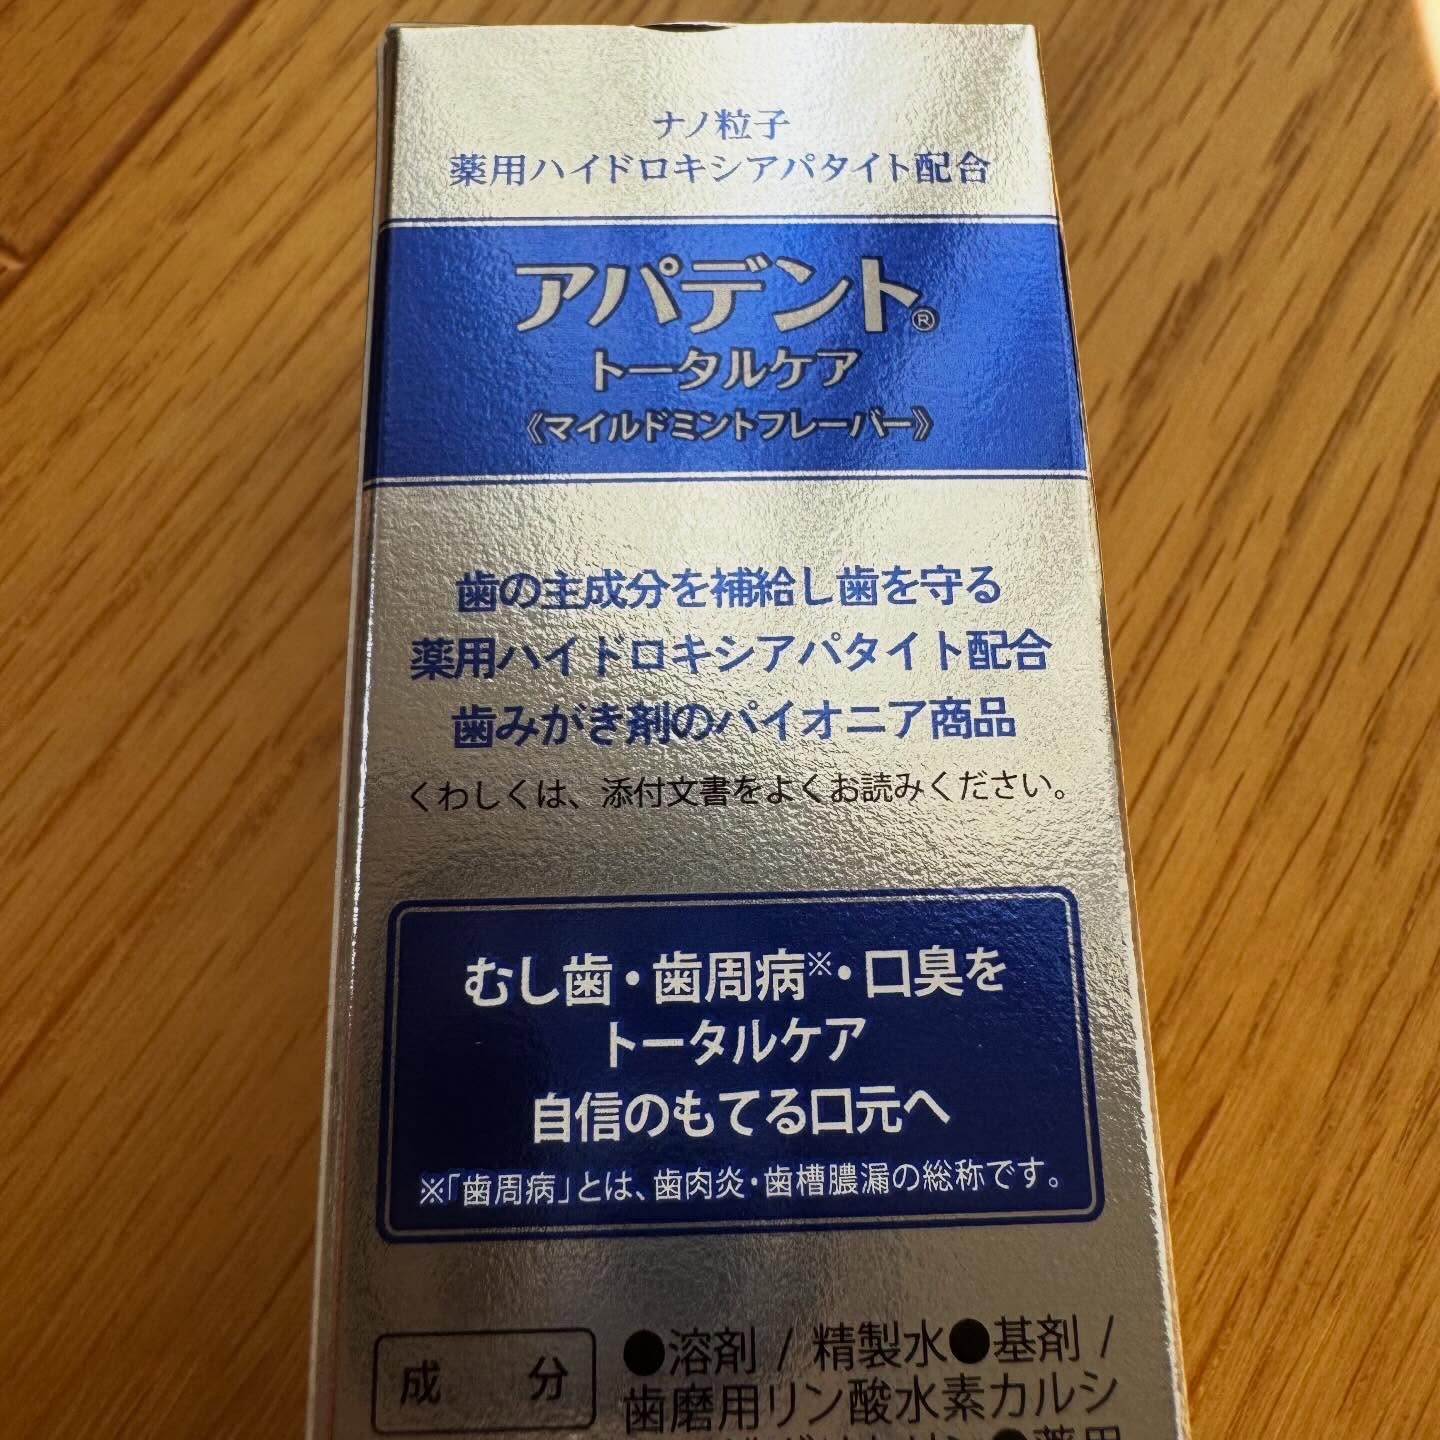 ナノ粒子
薬用ハイドロキシアパタイト配合
アパデント®
トータルケア
《マイルドミントフレーバー》
歯の主成分を補給し歯を守る
薬用ハイドロキシアパタイト配合
歯みがき剤のパイオニア商品
くわしくは、添付文書をよくお読みください。
むし歯・歯周病※・口臭を
トータルケア
自信のもてる口元へ
※「歯周病」とは、歯肉炎・歯槽膿漏の総称です。
成分
●溶剤 / 精製水●基剤 /
歯磨用リン酸水素カルシ